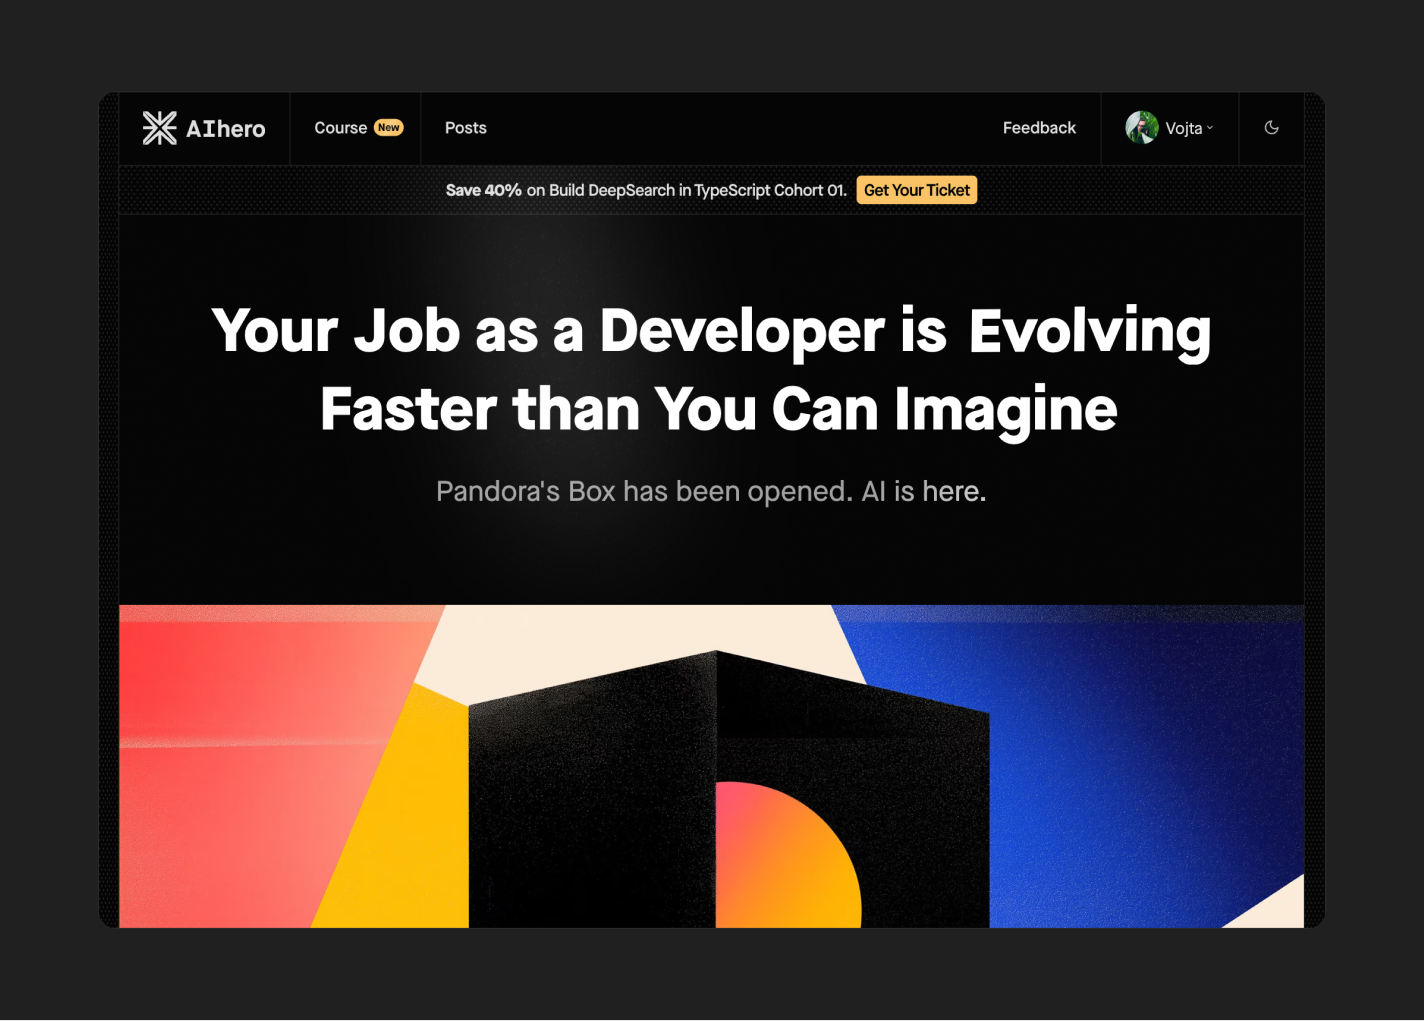 AIhero
Course New
Posts
Feedback
Vojta
Save 40% on Build DeepSearch in TypeScript Cohort 01. Get Your Ticket
Your Job as a Developer is Evolving
Faster than You Can Imagine
Pandora's Box has been opened. AI is here.